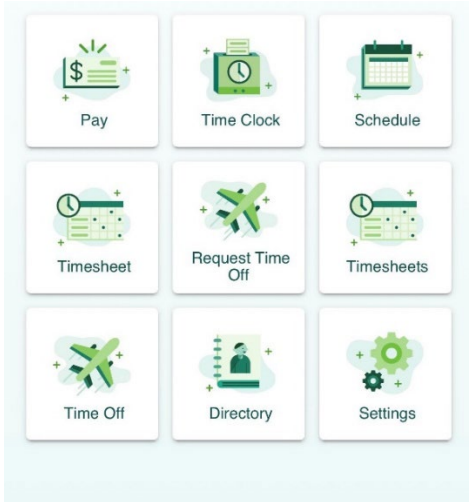 $
Pay
Time Clock
Schedule
Timesheet
Request Time
Off
Timesheets
Time Off
Directory
Settings